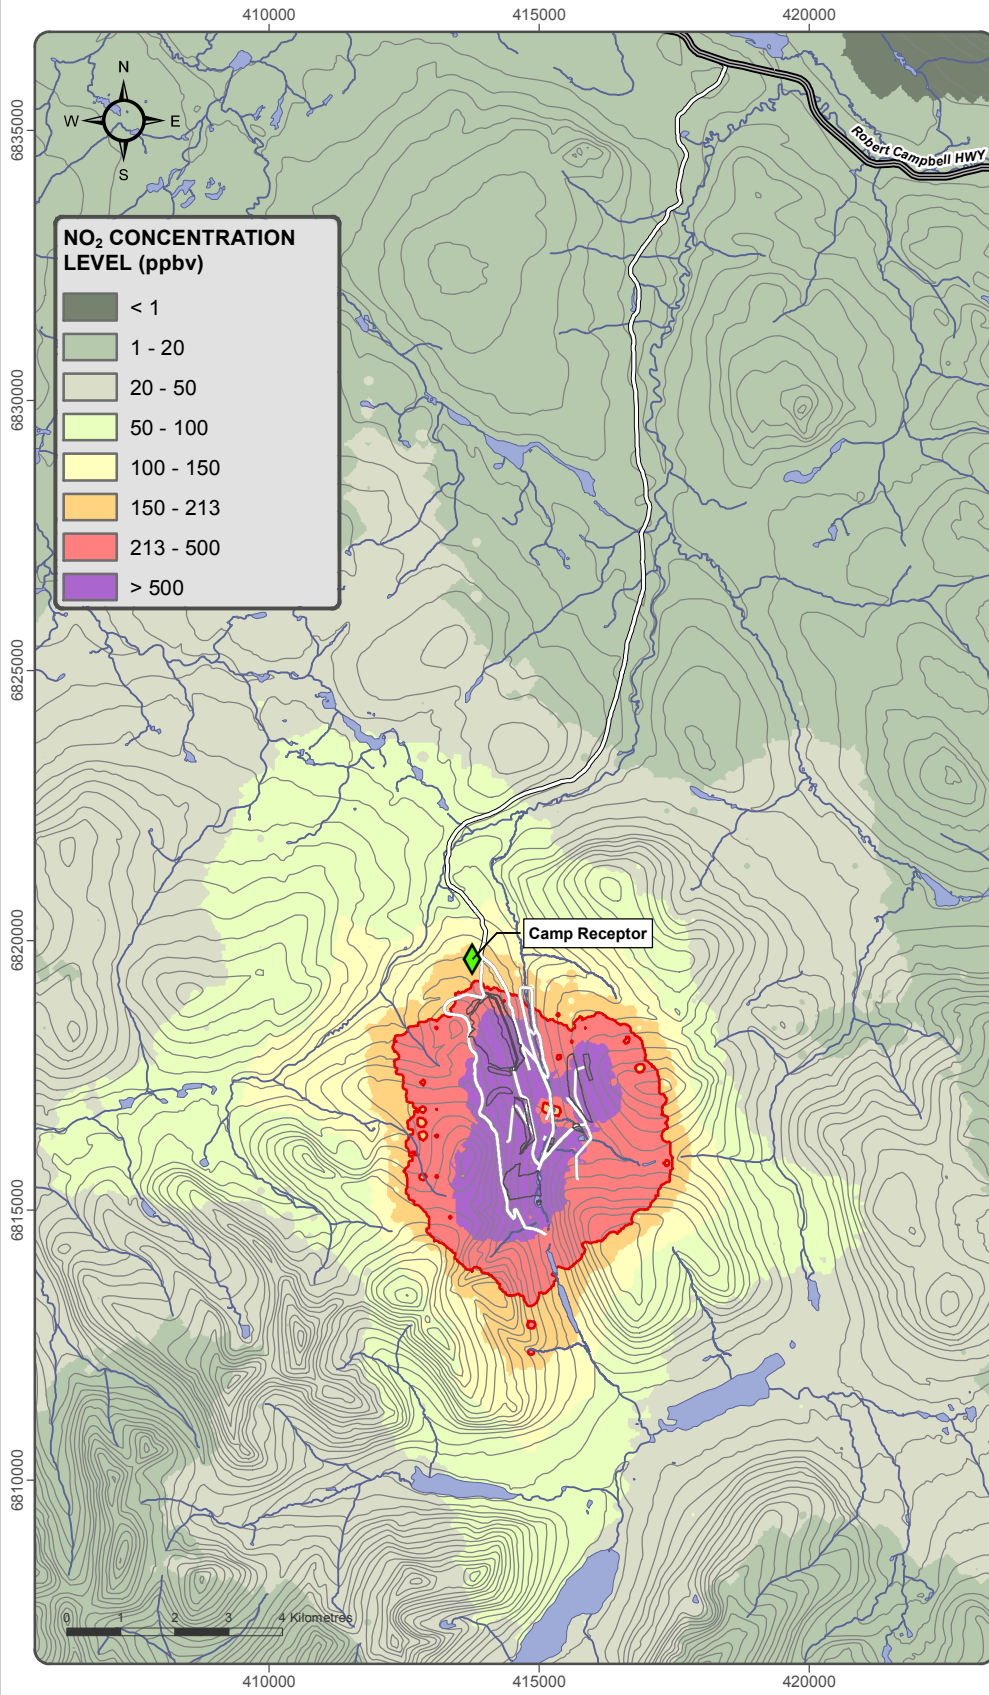 410000 415000 420000
N
W E
S
6835000
Robert Campbell HWY
NO₂ CONCENTRATION
LEVEL (ppbv)
< 1
1 - 20
20 - 50
50 - 100
100 - 150
150 - 213
213 - 500
> 500
6830000
6825000
6820000
Camp Receptor
6815000
6810000
0 1 2 3 4 Kilometres
410000 415000 420000